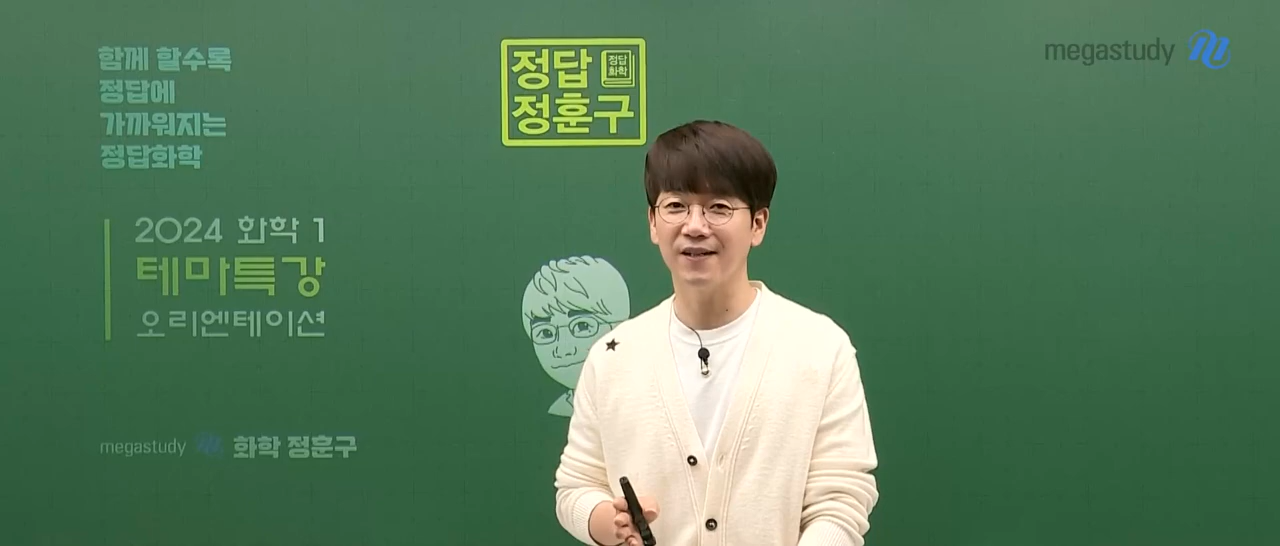 함께 할수록
정답에
가까워지는
정답화학
2024 화학 1
테마특강
오리엔테이션
megastudy 화학 정훈구
정답
정훈구
정답
화학
megastudy